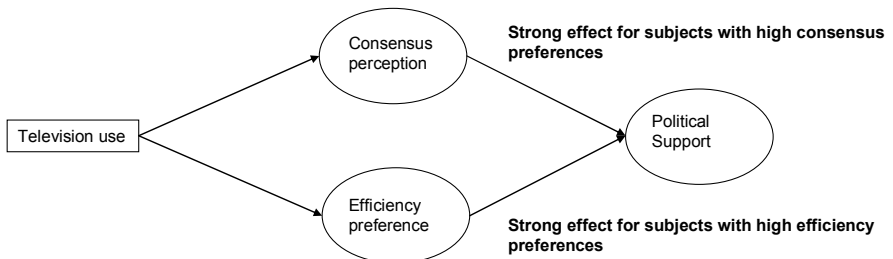 Strong effect for subjects with high consensus
preferences
Consensus
perception
Television use
Political
Support
Efficiency
preference
Strong effect for subjects with high efficiency
preferences